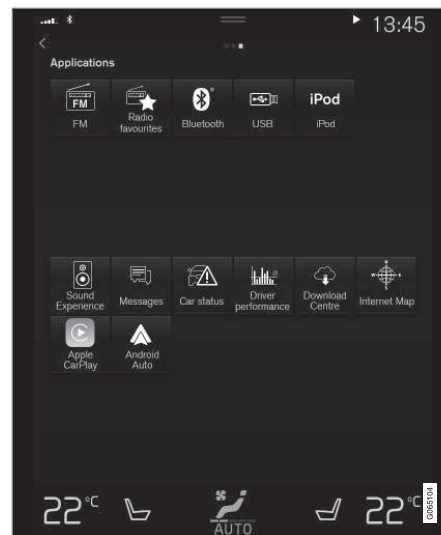 13:45
Applications
FM
iPod
FM
Radio
favourites
Bluetooth
USB
iPod
Sound
Experience
Messages
Car status
Driver
performance
Download
Centre
Internet Map
Apple
CarPlay
Android
Auto
22°C
22°C
AUTO
G065104